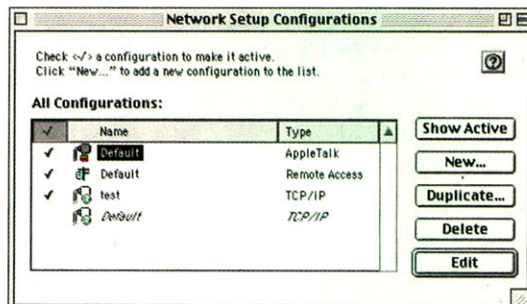 Network Setup Configurations
Check <✓> a configuration to make it active.
Click “New...” to add a new configuration to the list.
All Configurations:
✓ Name Type
✓ Default AppleTalk
✓ Default Remote Access
✓ test TCP/IP
Default TCP/IP
Show Active
New...
Duplicate...
Delete
Edit